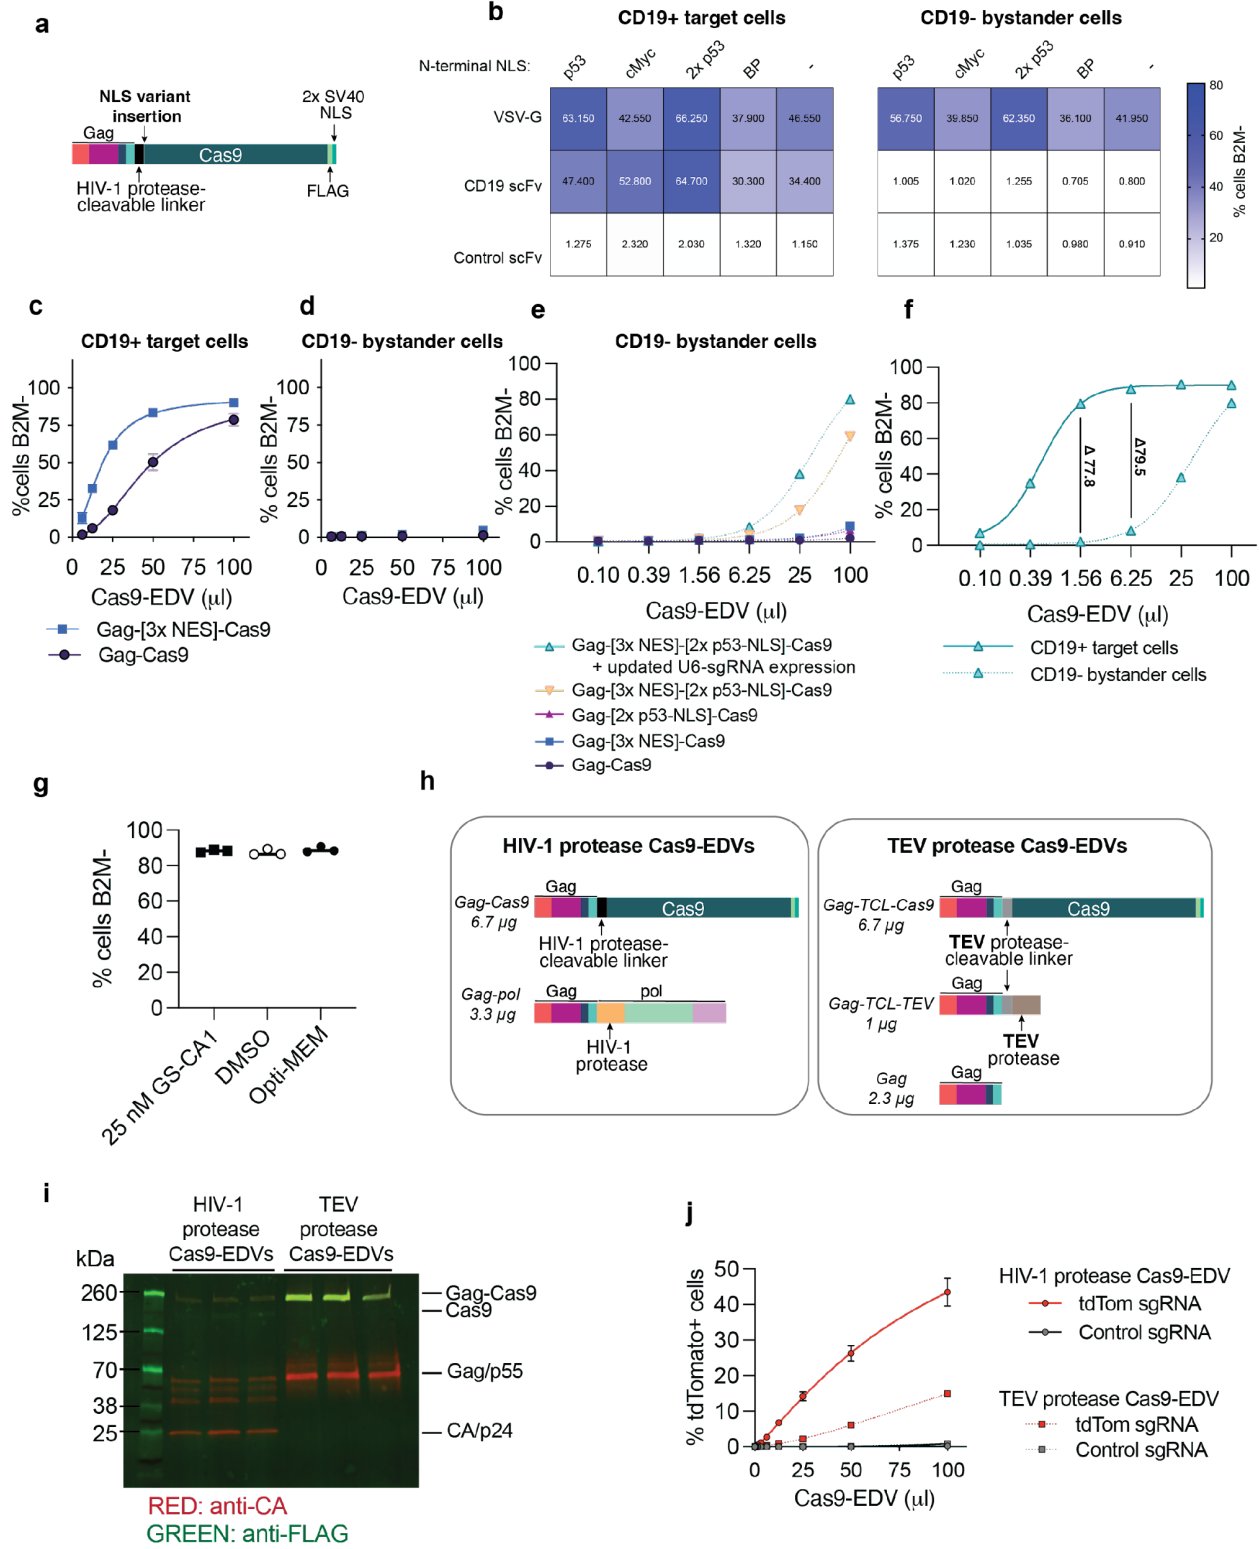 a
NLS variant
insertion
2x SV40
NLS
Gag
Cas9
HIV-1 protease-
cleavable linker
FLAG
b
CD19+ target cells
CD19- bystander cells
N-terminal NLS:
p53 cMyc 2x p53 BP -
p53 cMyc 2x p53 BP -
VSV-G
63.150 42.550 66.250 37.900 46.550
56.750 39.850 62.350 36.100 41.950
CD19 scFv
47.400 52.800 64.700 30.300 34.400
1.005 1.020 1.255 0.705 0.800
Control scFv
1.275 2.320 2.030 1.320 1.150
1.375 1.230 1.035 0.980 0.910
80
60
40
20
% cells B2M-
c
CD19+ target cells
%cells B2M-
100
75
50
25
0
0 25 50 75 100
Cas9-EDV (µl)
Gag-[3x NES]-Cas9
Gag-Cas9
d
CD19- bystander cells
% cells B2M-
100
75
50
25
0
0 25 50 75 100
Cas9-EDV (µl)
e
CD19- bystander cells
% cells B2M-
100
80
60
40
20
0
0.10 0.39 1.56 6.25 25 100
Cas9-EDV (µl)
Gag-[3x NES]-[2x p53-NLS]-Cas9
+ updated U6-sgRNA expression
Gag-[3x NES]-[2x p53-NLS]-Cas9
Gag-[2x p53-NLS]-Cas9
Gag-[3x NES]-Cas9
Gag-Cas9
f
% cells B2M-
100
80
60
40
20
0
Δ 77.8
Δ79.5
0.10 0.39 1.56 6.25 25 100
Cas9-EDV (µl)
CD19+ target cells
CD19- bystander cells
g
% cells B2M-
100
80
60
40
20
0
25 nM GS-CA1
DMSO
Opti-MEM
h
HIV-1 protease Cas9-EDVs
Gag
Gag-Cas9
6.7 µg
Cas9
HIV-1 protease-
cleavable linker
Gag pol
Gag-pol
3.3 µg
HIV-1
protease
TEV protease Cas9-EDVs
Gag
Gag-TCL-Cas9
6.7 µg
Cas9
TEV protease-
cleavable linker
Gag
Gag-TCL-TEV
1 µg
TEV
protease
Gag
Gag
2.3 µg
i
HIV-1
protease
Cas9-EDVs
TEV
protease
Cas9-EDVs
kDa
260
125
70
38
25
Gag-Cas9
Cas9
Gag/p55
CA/p24
RED: anti-CA
GREEN: anti-FLAG
j
% tdTomato+ cells
50
40
30
20
10
0
0 25 50 75 100
Cas9-EDV (µl)
HIV-1 protease Cas9-EDV
tdTom sgRNA
Control sgRNA
TEV protease Cas9-EDV
tdTom sgRNA
Control sgRNA